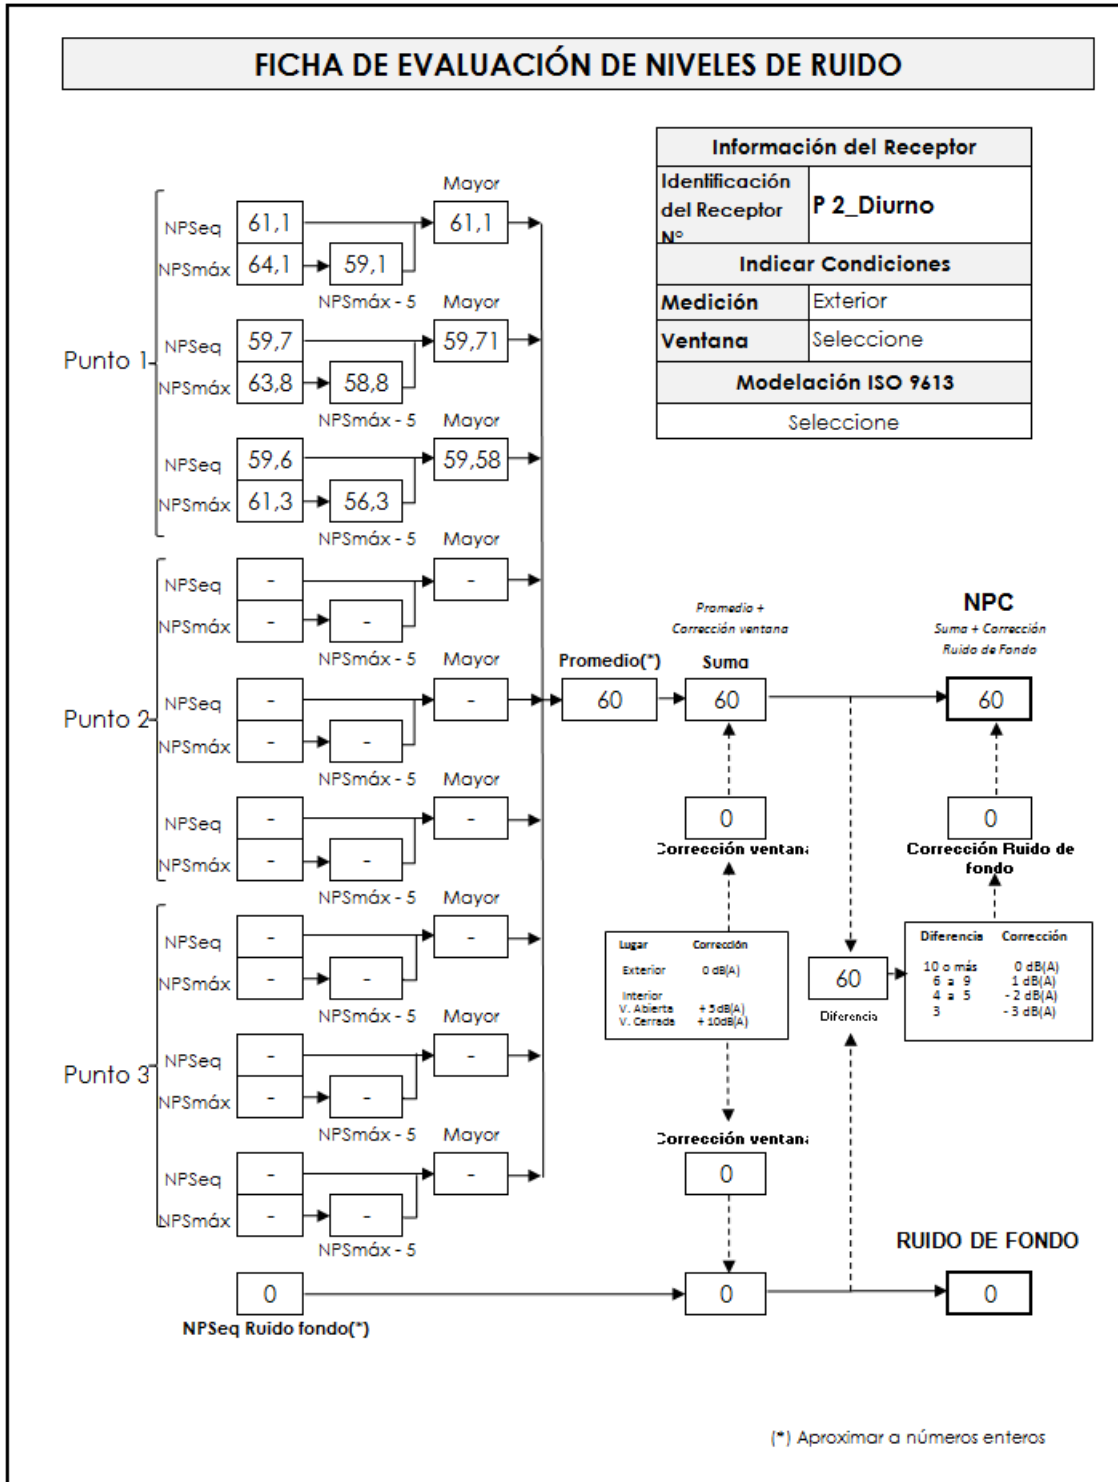 FICHA DE EVALUACIÓN DE NIVELES DE RUIDO
Información del Receptor
Identificación del Receptor N° P 2_Diurno
Indicar Condiciones
Medición Exterior
Ventana Seleccione
Modelación ISO 9613
Seleccione
Punto 1
Mayor
NPSeq 61,1 61,1
NPSmáx 64,1 59,1
NPSmáx - 5 Mayor
NPSeq 59,7 59,71
NPSmáx 63,8 58,8
NPSmáx - 5 Mayor
NPSeq 59,6 59,58
NPSmáx 61,3 56,3
NPSmáx - 5 Mayor
Punto 2
NPSeq - -
NPSmáx - -
NPSmáx - 5 Mayor
NPSeq - -
NPSmáx - -
NPSmáx - 5 Mayor
NPSeq - -
NPSmáx - -
NPSmáx - 5 Mayor
Punto 3
NPSeq - -
NPSmáx - -
NPSmáx - 5 Mayor
NPSeq - -
NPSmáx - -
NPSmáx - 5 Mayor
NPSeq - -
NPSmáx - -
NPSmáx - 5
0
NPSeq Ruido fondo(*)
Promedio(*)
60
Promedio +
Corrección ventana
Suma
60
0
Corrección ventana
Lugar Corrección
Exterior 0 dB(A)
Interior
V. Abierta + 5dB(A)
V. Cerrada + 10dB(A)
Corrección ventana
0
0
NPC
Suma + Corrección
Ruido de Fondo
60
0
Corrección Ruido de
fondo
60
Diferencia
Diferencia Corrección
10 o más 0 dB(A)
6 a 9 1 dB(A)
4 a 5 - 2 dB(A)
3 - 3 dB(A)
RUIDO DE FONDO
0
(*) Aproximar a números enteros